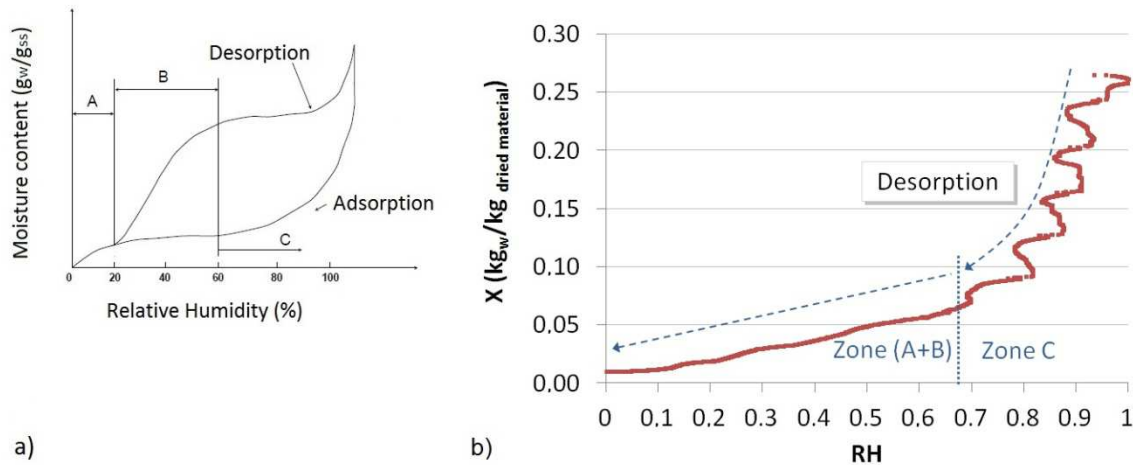 a)
Moisture content (gw/gss)
Desorption
B
A
Adsorption
C
0 20 40 60 80 100
Relative Humidity (%)
b)
X (kgw/kg dried material)
0.30
0.25
0.20
0.15
0.10
0.05
0.00
Desorption
Zone (A+B)
Zone C
0 0.1 0.2 0.3 0.4 0.5 0.6 0.7 0.8 0.9 1
RH